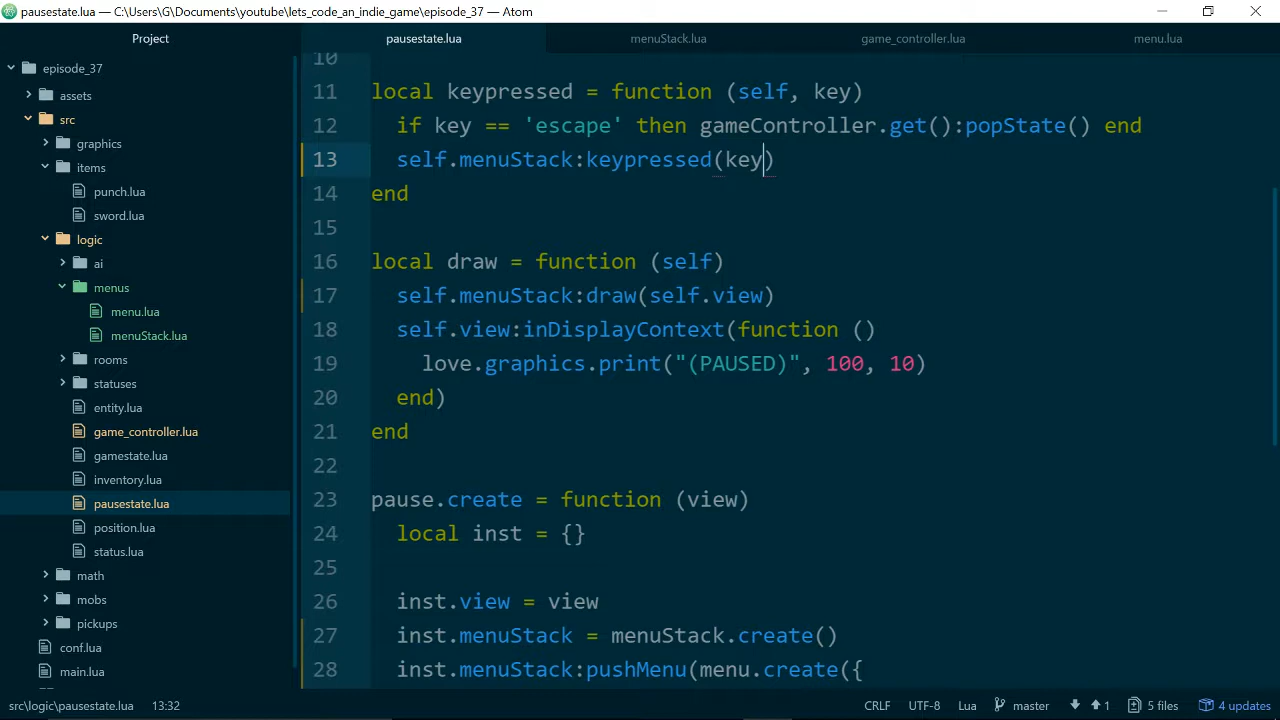 pausestate.lua — C:\Users\G\Documents\youtube\lets_code_an_indie_game\episode_37 — Atom
Project
pausestate.lua
menuStack.lua
game_controller.lua
menu.lua
episode_37
assets
src
graphics
items
punch.lua
sword.lua
logic
ai
menus
menu.lua
menuStack.lua
rooms
statuses
entity.lua
game_controller.lua
gamestate.lua
inventory.lua
pausestate.lua
position.lua
status.lua
math
mobs
pickups
conf.lua
main.lua
10
11 local keypressed = function (self, key)
12 if key == 'escape' then gameController.get():popState() end
13 self.menuStack:keypressed(key)
14 end
15
16 local draw = function (self)
17 self.menuStack:draw(self.view)
18 self.view:inDisplayContext(function ()
19 love.graphics.print("(PAUSED)", 100, 10)
20 end)
21 end
22
23 pause.create = function (view)
24 local inst = {}
25
26 inst.view = view
27 inst.menuStack = menuStack.create()
28 inst.menuStack:pushMenu(menu.create({
src\logic\pausestate.lua 13:32
CRLF UTF-8 Lua master 1 5 files 4 updates